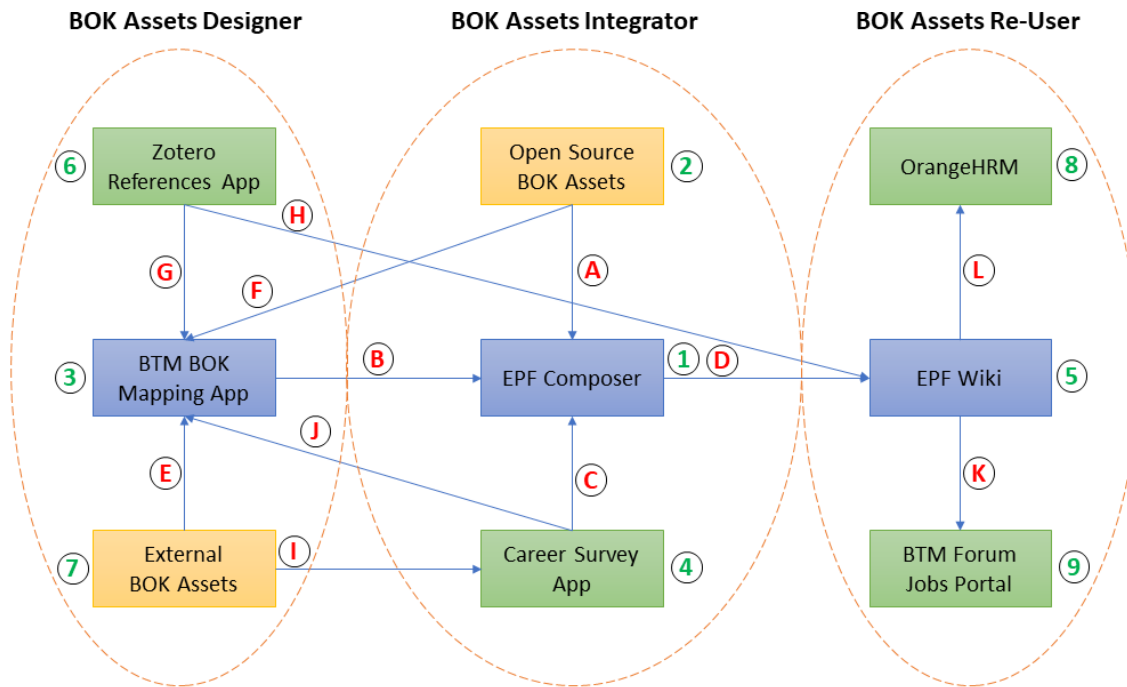 BOK Assets Designer
BOK Assets Integrator
BOK Assets Re-User
6
Zotero
References App
Open Source
BOK Assets
2
OrangeHRM
8
H
G
F
A
L
3
BTM BOK
Mapping App
B
EPF Composer
1
D
EPF Wiki
5
E
J
C
K
7
External
BOK Assets
I
Career Survey
App
4
BTM Forum
Jobs Portal
9